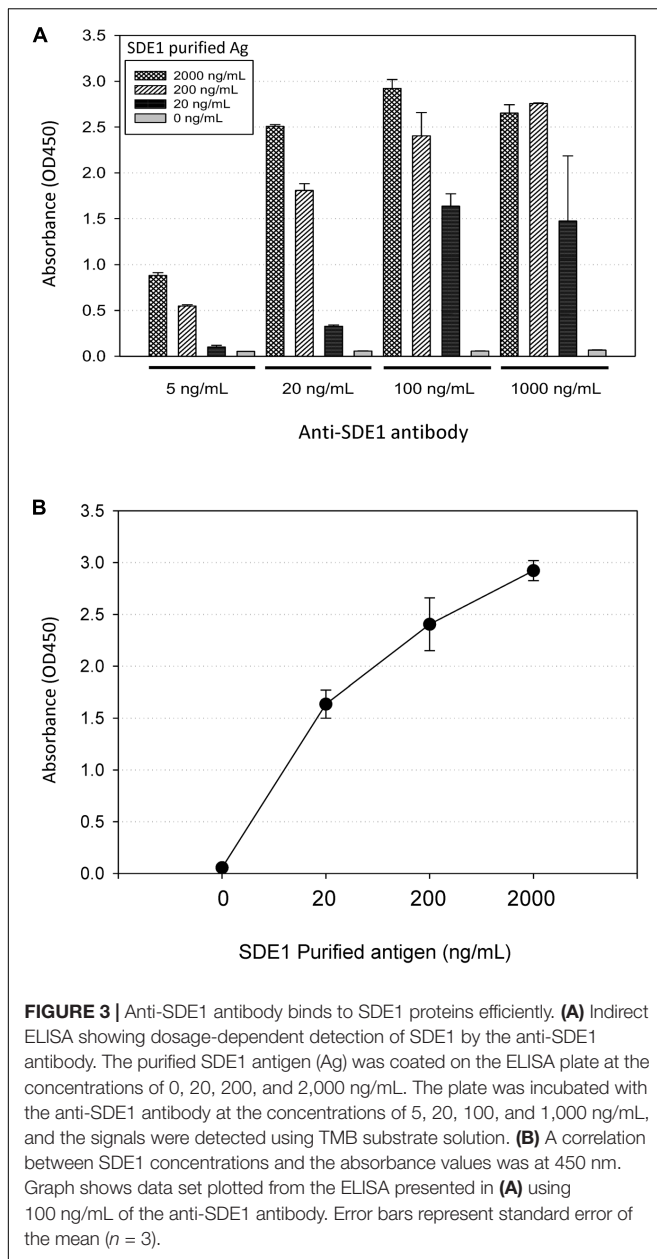 A
SDE1 purified Ag
2000 ng/mL
200 ng/mL
20 ng/mL
0 ng/mL
3.5
3.0
2.5
2.0
1.5
1.0
0.5
0.0
Absorbance (OD450)
5 ng/mL 20 ng/mL 100 ng/mL 1000 ng/mL
Anti-SDE1 antibody
B
3.5
3.0
2.5
2.0
1.5
1.0
0.5
0.0
Absorbance (OD450)
0 20 200 2000
SDE1 Purified antigen (ng/mL)
FIGURE 3 | Anti-SDE1 antibody binds to SDE1 proteins efficiently. (A) Indirect
ELISA showing dosage-dependent detection of SDE1 by the anti-SDE1
antibody. The purified SDE1 antigen (Ag) was coated on the ELISA plate at the
concentrations of 0, 20, 200, and 2,000 ng/mL. The plate was incubated with
the anti-SDE1 antibody at the concentrations of 5, 20, 100, and 1,000 ng/mL,
and the signals were detected using TMB substrate solution. (B) A correlation
between SDE1 concentrations and the absorbance values was at 450 nm.
Graph shows data set plotted from the ELISA presented in (A) using
100 ng/mL of the anti-SDE1 antibody. Error bars represent standard error of
the mean (n = 3).